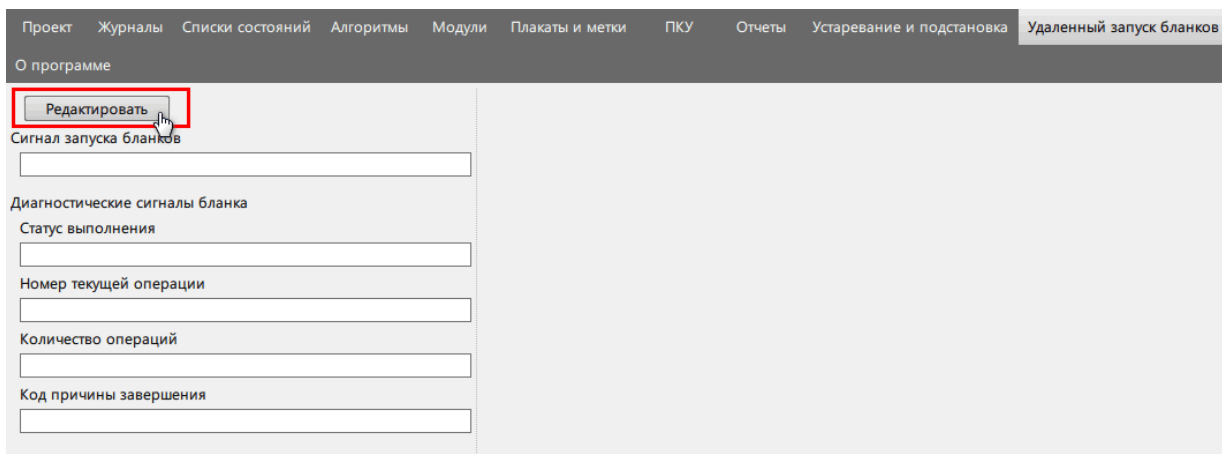 Проект Журналы Списки состояний Алгоритмы Модули Плакаты и метки ПКУ Отчеты Устаревание и подстановка Удаленный запуск бланков
О программе
Редактировать
Сигнал запуска бланков
Диагностические сигналы бланка
Статус выполнения
Номер текущей операции
Количество операций
Код причины завершения